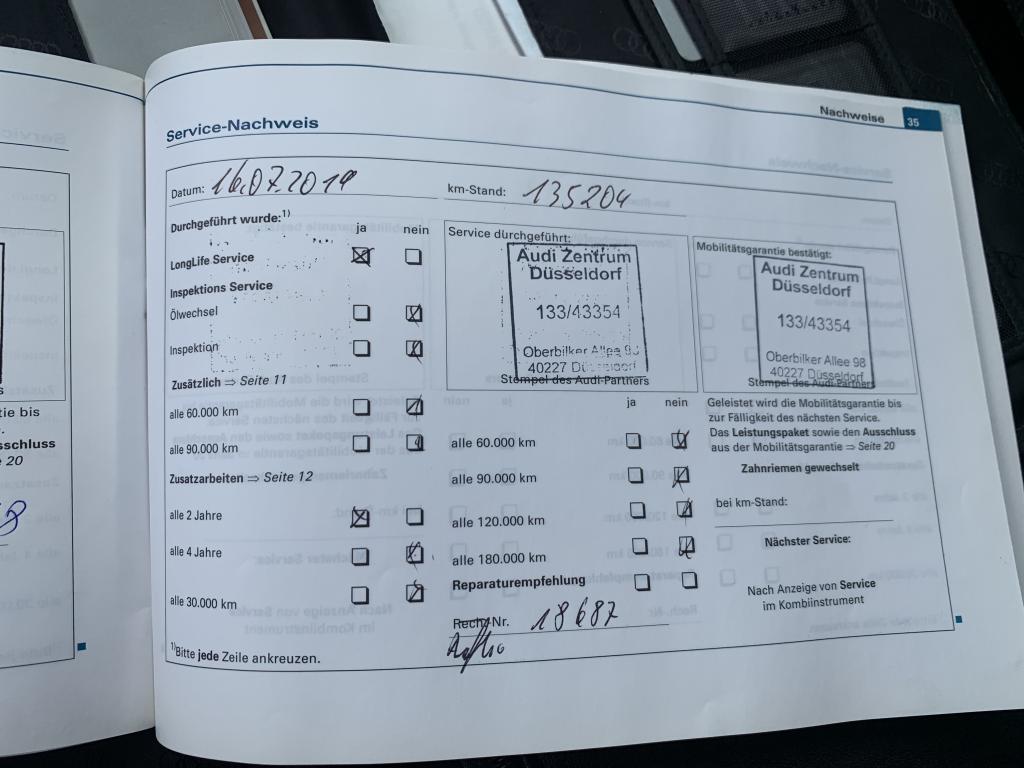 Nachweise 35
Service-Nachweis
Datum: 16.07.2019
km-Stand: 135204
Durchgeführt wurde:1)
ja nein
LongLife Service
Inspektions Service
Ölwechsel
Inspektion
Zusätzlich ⇒ Seite 11
alle 60.000 km
alle 90.000 km
Zusatzarbeiten ⇒ Seite 12
alle 2 Jahre
alle 4 Jahre
alle 30.000 km
1)Bitte jede Zeile ankreuzen.
Service durchgeführt:
Audi Zentrum
Düsseldorf
133/43354
Oberbilker Allee 98
40227 Düsseldorf
Stempel des Audi-Partners
ja nein
alle 60.000 km
alle 90.000 km
alle 120.000 km
alle 180.000 km
Reparaturempfehlung
Rech. Nr. 18687
Mobilitätsgarantie bestätigt:
Audi Zentrum
Düsseldorf
133/43354
Oberbilker Allee 98
40227 Düsseldorf
Stempel des Audi-Partners
Geleistet wird die Mobilitätsgarantie bis
zur Fälligkeit des nächsten Service.
Das Leistungspaket sowie den Ausschluss
aus der Mobilitätsgarantie ⇒ Seite 20
Zahnriemen gewechselt
bei km-Stand:
Nächster Service:
Nach Anzeige von Service
im Kombiinstrument